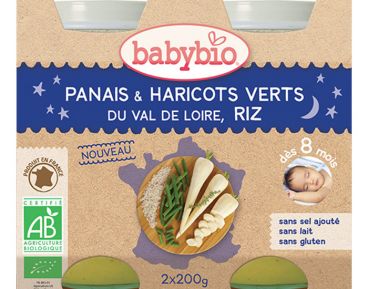 babybio
PANAIS & HARICOTS VERTS
DU VAL DE LOIRE, RIZ
NOUVEAU
dès 8 mois
PRODUIT EN FRANCE
CERTIFIÉ
AB
AGRICULTURE
BIOLOGIQUE
sans sel ajouté
sans lait
sans gluten
2x200g